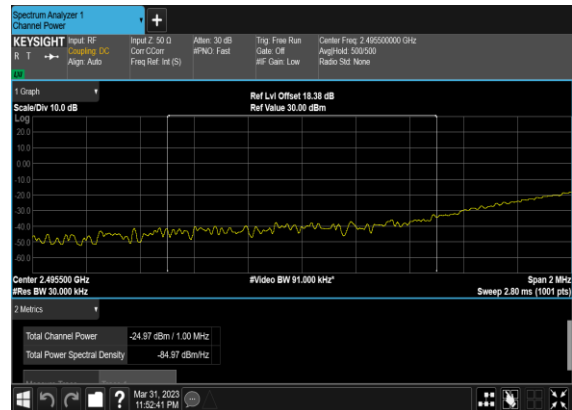 Spectrum Analyzer 1
Channel Power
KEYSIGHT Input: RF Input Z: 50 Ω Atten: 30 dB Trig: Free Run Center Freq: 2.495500000 GHz
R T Coupling: DC Corr CCorr #PNO: Fast Gate: Off Avg|Hold: 500/500
Align: Auto Freq Ref: Int (S) #IF Gain: Low Radio Std: None
LXI
1 Graph
Ref Lvl Offset 18.38 dB
Scale/Div 10.0 dB Ref Value 30.00 dBm
Log
20.0
10.0
0.00
-10.0
-20.0
-30.0
-40.0
-50.0
-60.0
Center 2.495500 GHz #Video BW 91.000 kHz* Span 2 MHz
#Res BW 30.000 kHz Sweep 2.80 ms (1001 pts)
2 Metrics
Total Channel Power -24.97 dBm / 1.00 MHz
Total Power Spectral Density -84.97 dBm/Hz
Mar 31, 2023
11:52:41 PM